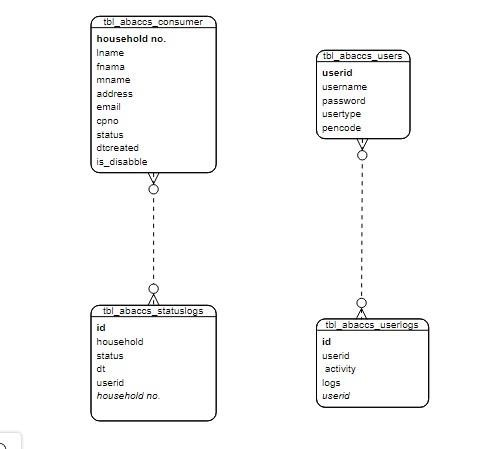 tbl_abaccs_consumer
household no.
lname
fnama
mname
address
email
cpno
status
dtcreated
is_disabble
tbl_abaccs_users
userid
username
password
usertype
pencode
tbl_abaccs_statuslogs
id
household
status
dt
userid
household no.
tbl_abaccs_userlogs
id
userid
activity
logs
userid